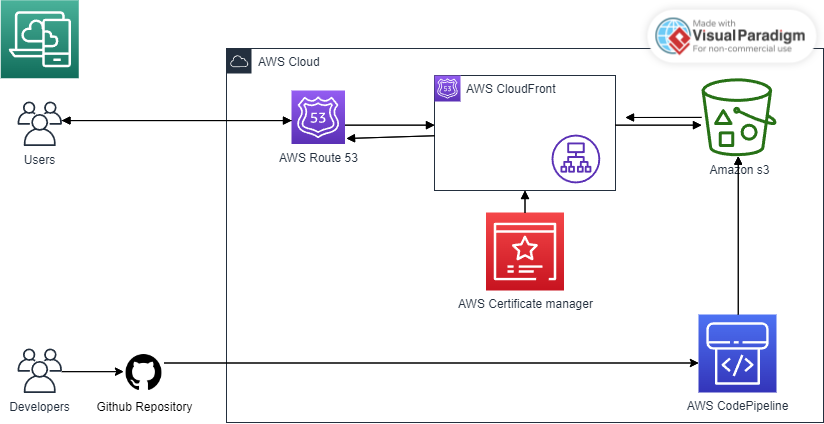 Made with
Visual Paradigm
For non-commercial use
AWS Cloud
53
AWS CloudFront
53
Users
AWS Route 53
Amazon s3
AWS Certificate manager
</>
Developers
Github Repository
AWS CodePipeline